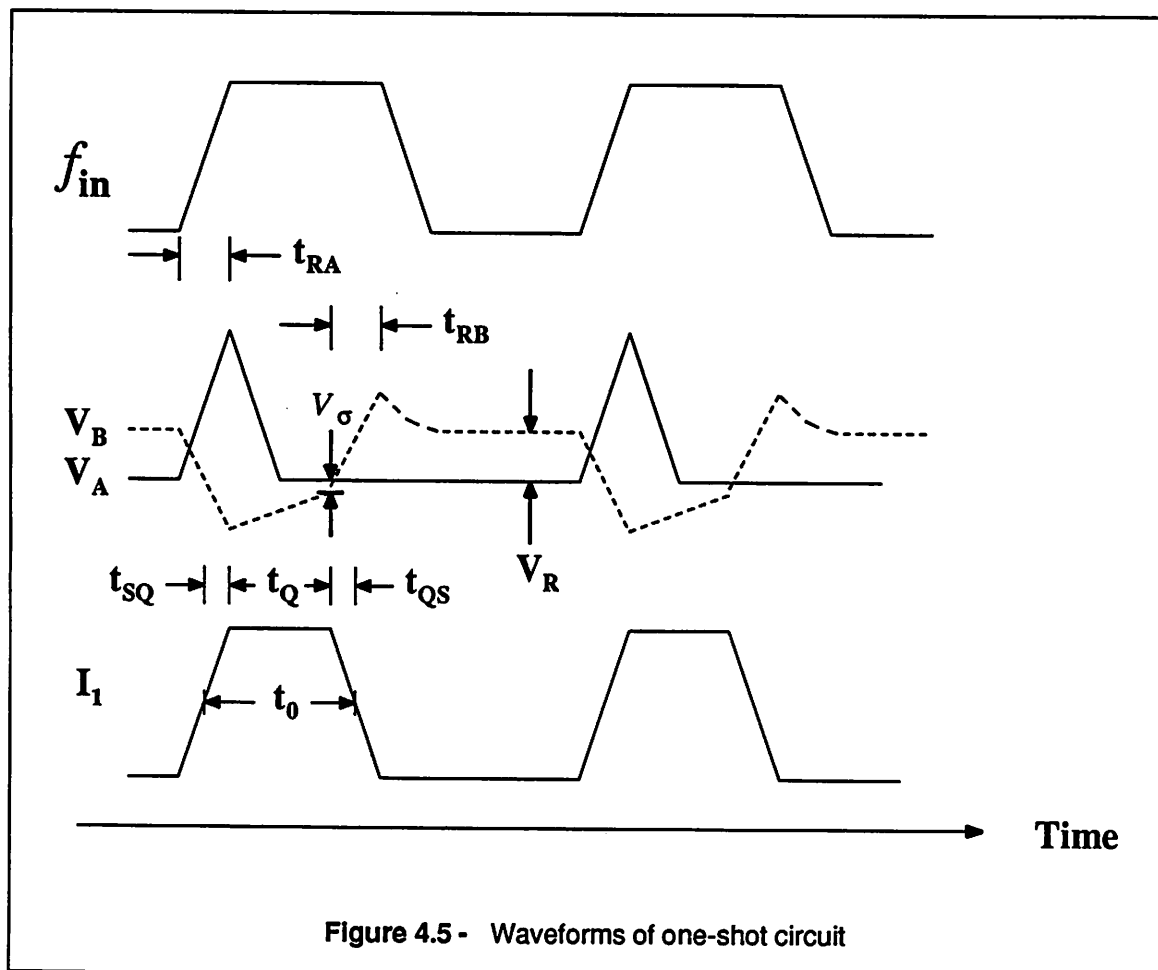 f_in
t_RA
t_RB
V_σ
V_B
V_A
V_R
t_SQ t_Q t_QS
I_1
t_0
Time
Figure 4.5 - Waveforms of one-shot circuit